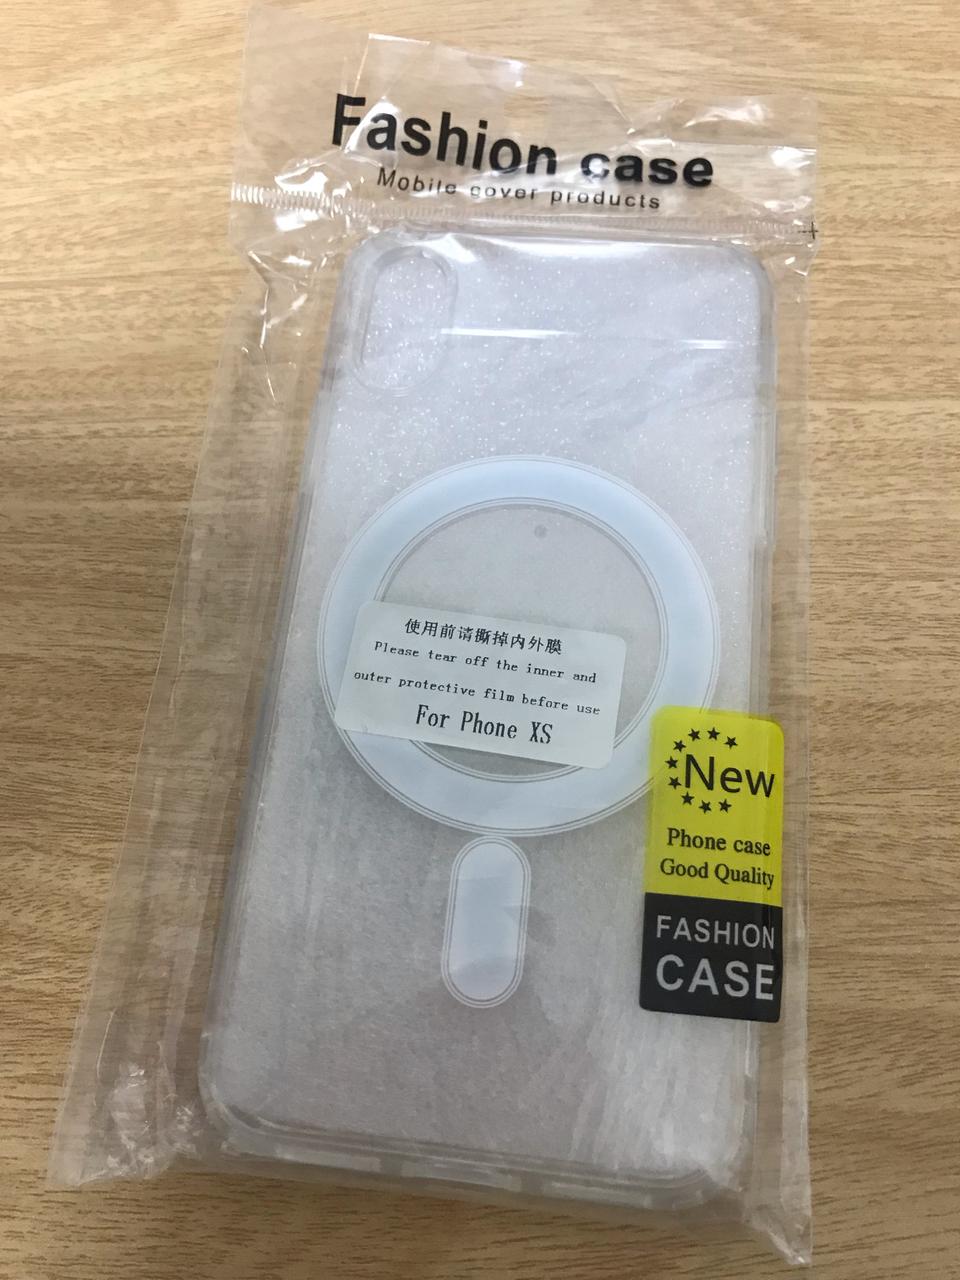 Fashion case
Mobile cover products
使用前请撕掉内外膜
Please tear off the inner and
outer protective film before use
For Phone XS
New
Phone case
Good Quality
FASHION
CASE